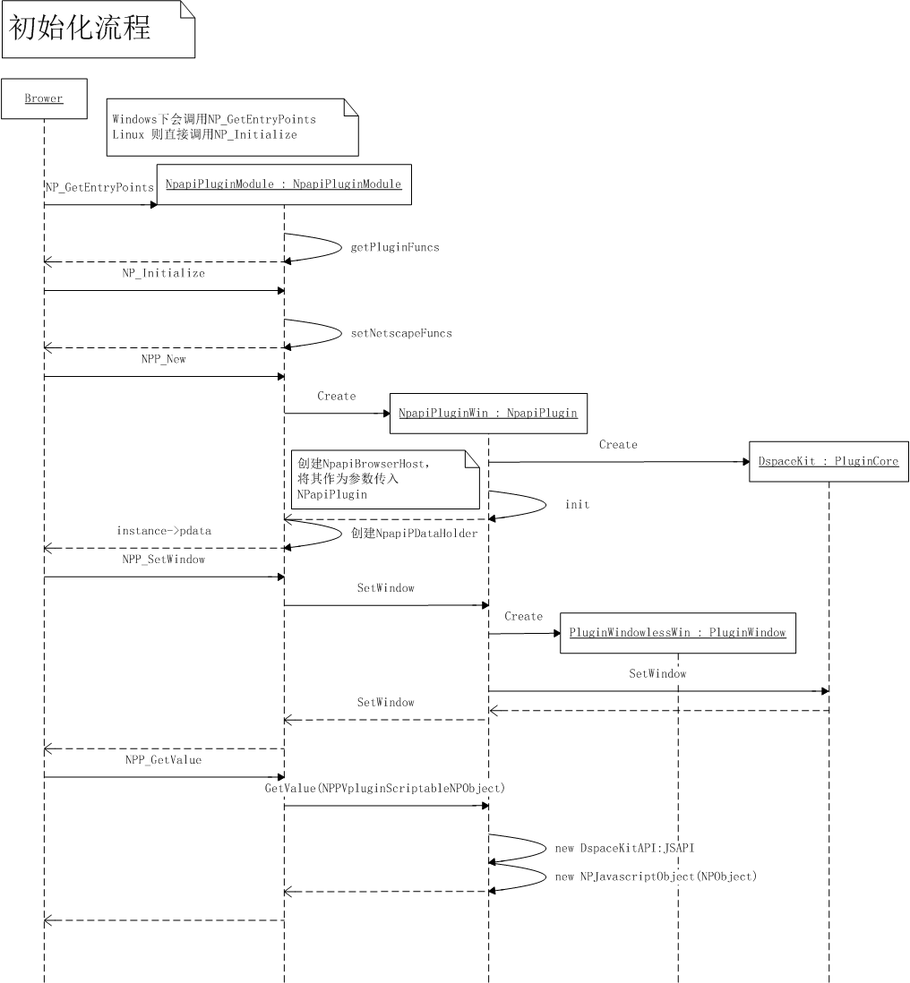 初始化流程
Brower
Windows下会调用NP_GetEntryPoints
Linux 则直接调用NP_Initialize
NP_GetEntryPoints
NpapiPluginModule : NpapiPluginModule
getPluginFuncs
NP_Initialize
setNetscapeFuncs
NPP_New
Create
NpapiPluginWin : NpapiPlugin
Create
DspaceKit : PluginCore
创建NpapiBrowserHost,
将其作为参数传入
NPapiPlugin
init
instance->pdata
创建NpapiPDataHolder
NPP_SetWindow
SetWindow
Create
PluginWindowlessWin : PluginWindow
SetWindow
SetWindow
NPP_GetValue
GetValue(NPPVpluginScriptableNPObject)
new DspaceKitAPI:JSAPI
new NPJavascriptObject(NPObject)